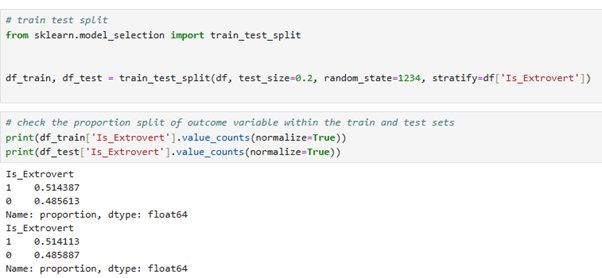 # train test split
from sklearn.model_selection import train_test_split
df_train, df_test = train_test_split(df, test_size=0.2, random_state=1234, stratify=df['Is_Extrovert'])
# check the proportion split of outcome variable within the train and test sets
print(df_train['Is_Extrovert'].value_counts(normalize=True))
print(df_test['Is_Extrovert'].value_counts(normalize=True))
Is_Extrovert
1    0.514387
0    0.485613
Name: proportion, dtype: float64
Is_Extrovert
1    0.514113
0    0.485887
Name: proportion, dtype: float64